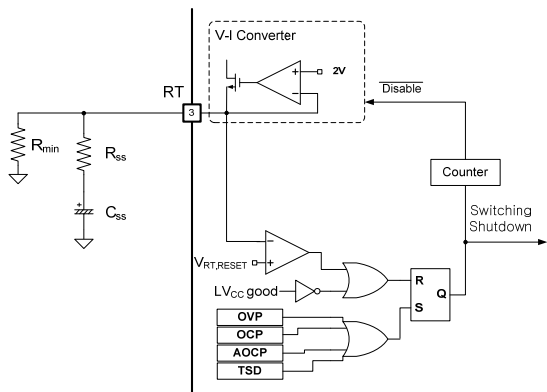 V-I Converter
2V
+
−
RT
3
Disable
Rmin
Rss
+
Css
Counter
Switching
Shutdown
−
+
VRT,RESET
LVCC good
R
Q
S
OVP
OCP
AOCP
TSD